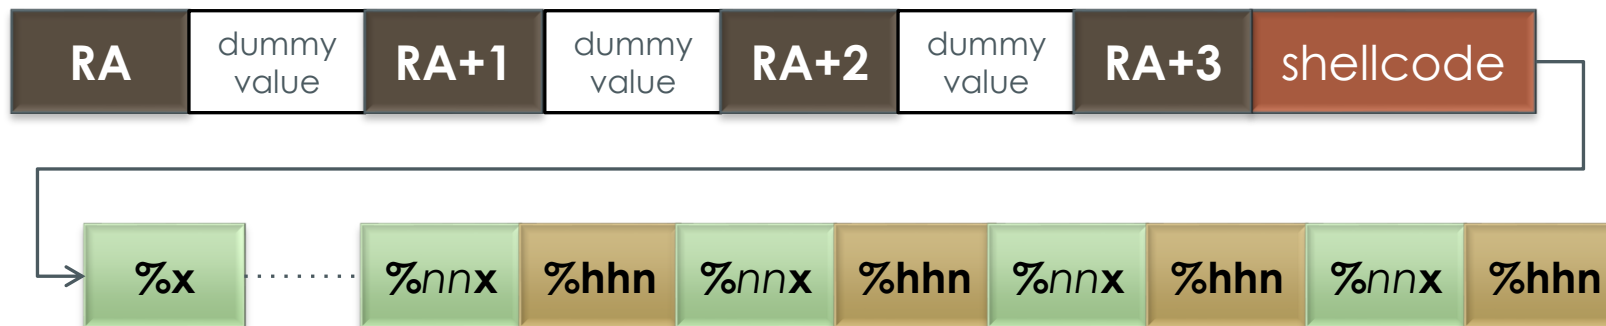 RA dummy value RA+1 dummy value RA+2 dummy value RA+3 shellcode
%x %nnx %hhn %nnx %hhn %nnx %hhn %nnx %hhn